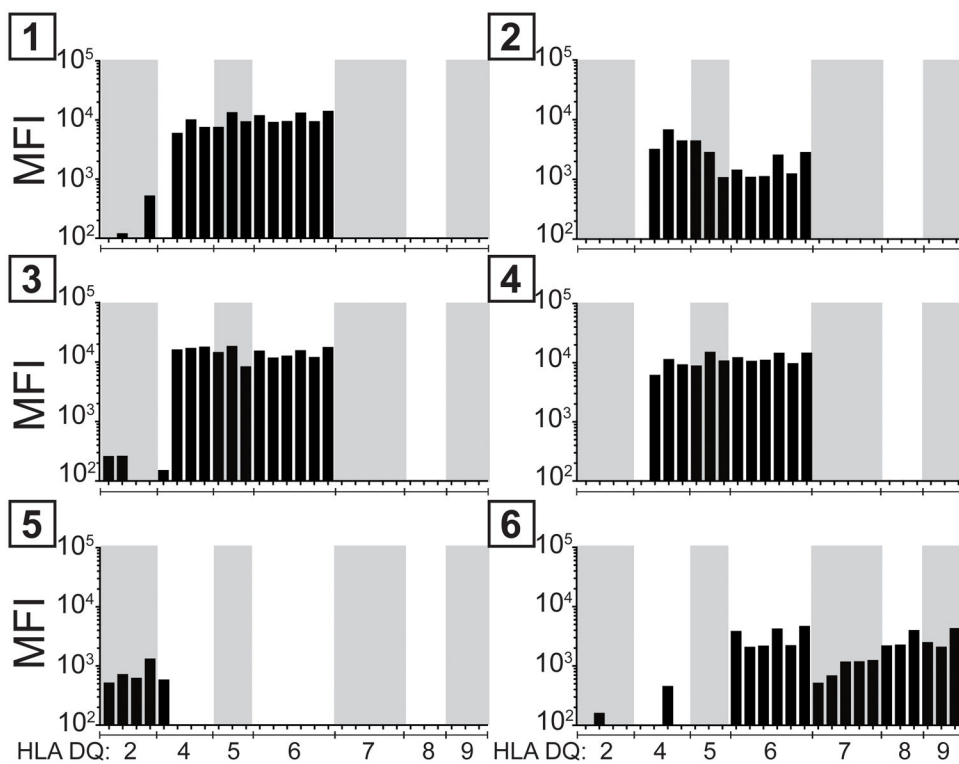 1 2
MFI 10⁵ 10⁴ 10³ 10² 10⁵ 10⁴ 10³ 10²
3 4
MFI 10⁵ 10⁴ 10³ 10² 10⁵ 10⁴ 10³ 10²
5 6
MFI 10⁵ 10⁴ 10³ 10² 10⁵ 10⁴ 10³ 10²
HLA DQ: 2 4 5 6 7 8 9 HLA DQ: 2 4 5 6 7 8 9